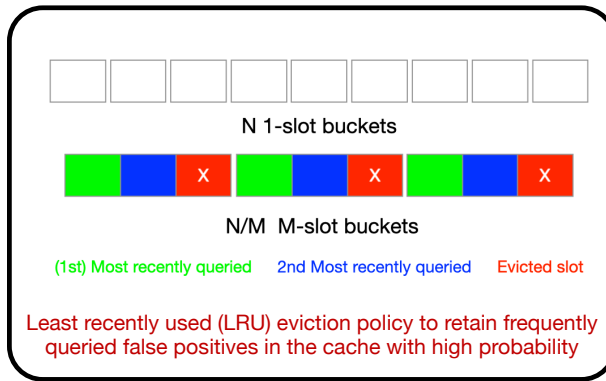 N 1-slot buckets
X X X
N/M M-slot buckets
(1st) Most recently queried 2nd Most recently queried Evicted slot
Least recently used (LRU) eviction policy to retain frequently
queried false positives in the cache with high probability